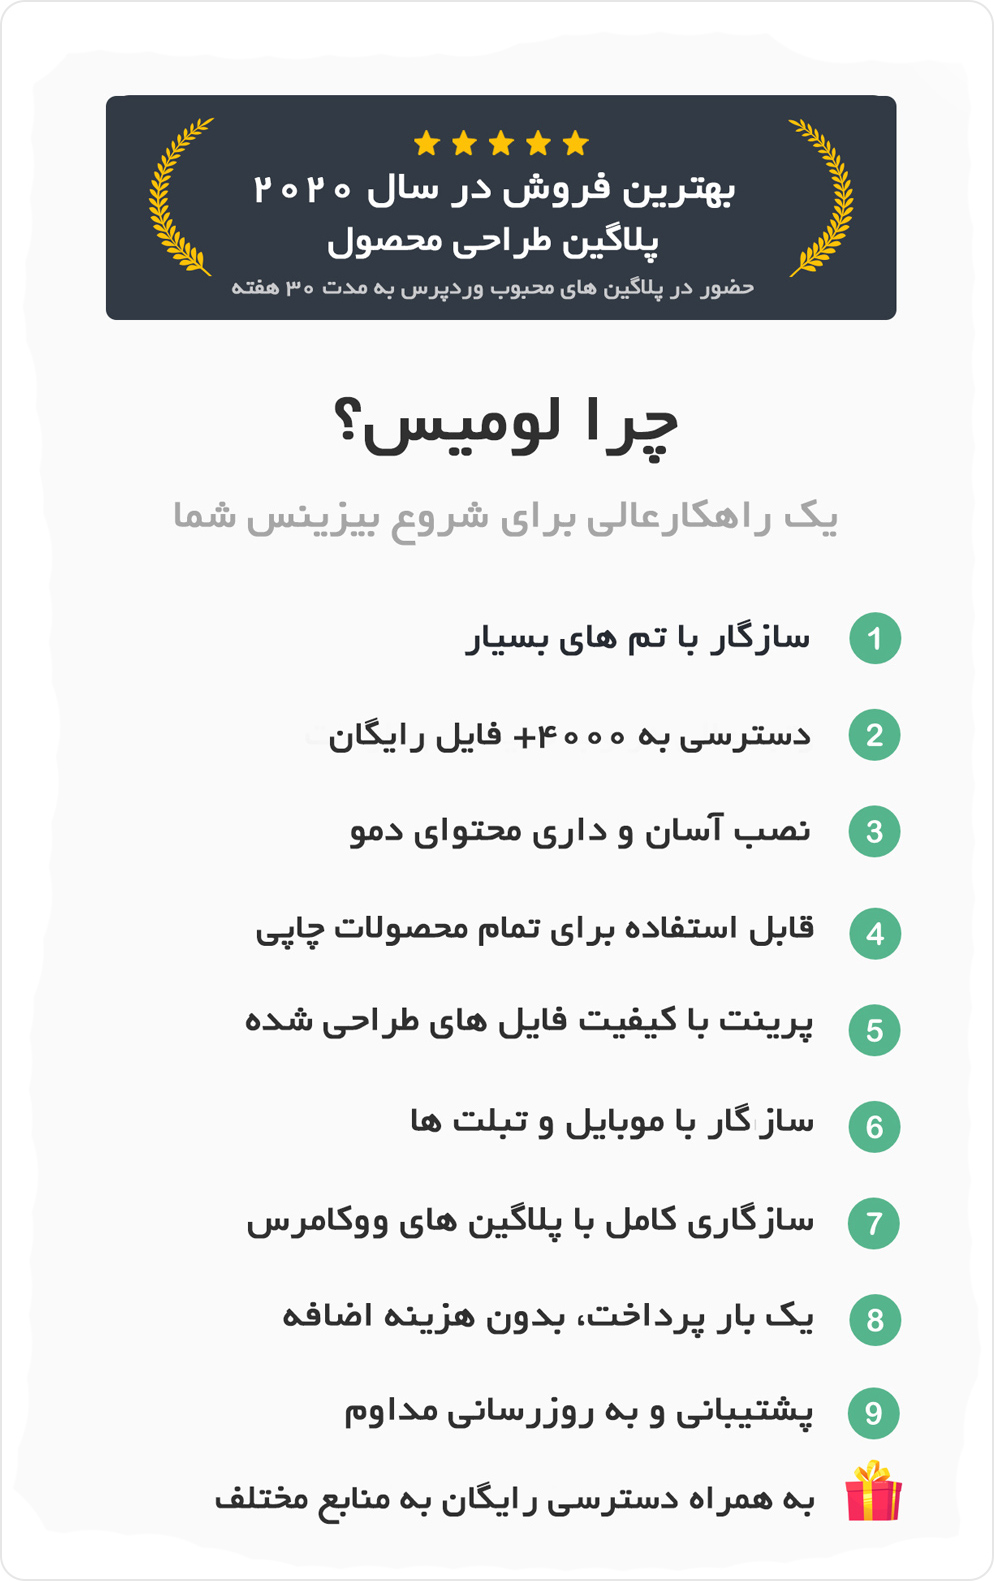 بهترین فروش در سال ۲۰۲۰
پلاگین طراحی محصول
حضور در پلاگین های محبوب وردپرس به مدت ۳۰ هفته
چرا لومیس؟
یک راهکارعالی برای شروع بیزینس شما
1 سازگار با تم های بسیار
2 دسترسی به ۴۰۰۰+ فایل رایگان
3 نصب آسان و داری محتوای دمو
4 قابل استفاده برای تمام محصولات چاپی
5 پرینت با کیفیت فایل های طراحی شده
6 سازگار با موبایل و تبلت ها
7 سازگاری کامل با پلاگین های ووکامرس
8 یک بار پرداخت، بدون هزینه اضافه
9 پشتیبانی و به روزرسانی مداوم
به همراه دسترسی رایگان به منابع مختلف